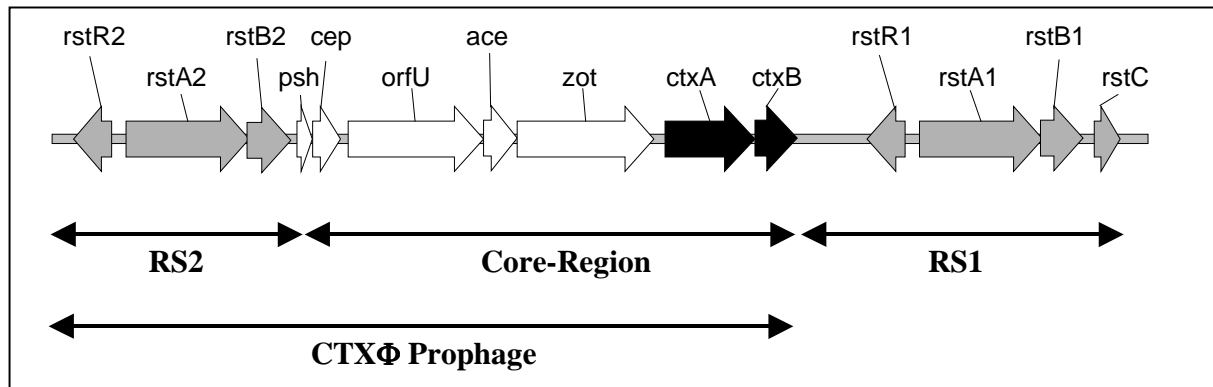 rstR2 rstB2 cep ace rstR1 rstB1
rstA2 psh orfU zot ctxA ctxB rstA1 rstC
RS2 Core-Region RS1
CTXΦ Prophage